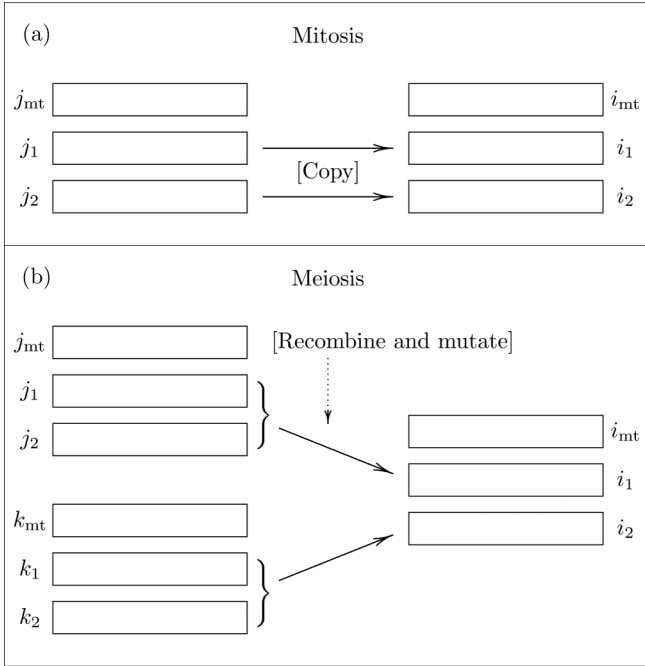 (a) Mitosis
j_mt i_mt
j_1 i_1
[Copy]
j_2 i_2
(b) Meiosis
j_mt [Recombine and mutate]
j_1
j_2 i_mt
i_1
k_mt i_2
k_1
k_2